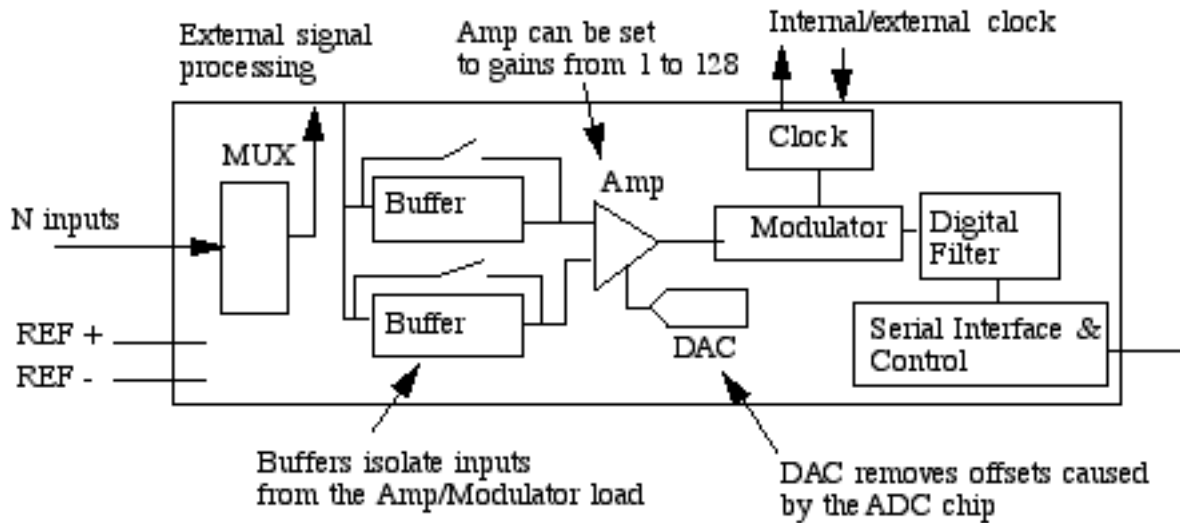 External signal
processing
Amp can be set
to gains from 1 to 128
Internal/external clock
MUX
Clock
Amp
N inputs
Buffer
Modulator
Digital
Filter
Buffer
DAC
REF +
REF -
Serial Interface &
Control
Buffers isolate inputs
from the Amp/Modulator load
DAC removes offsets caused
by the ADC chip